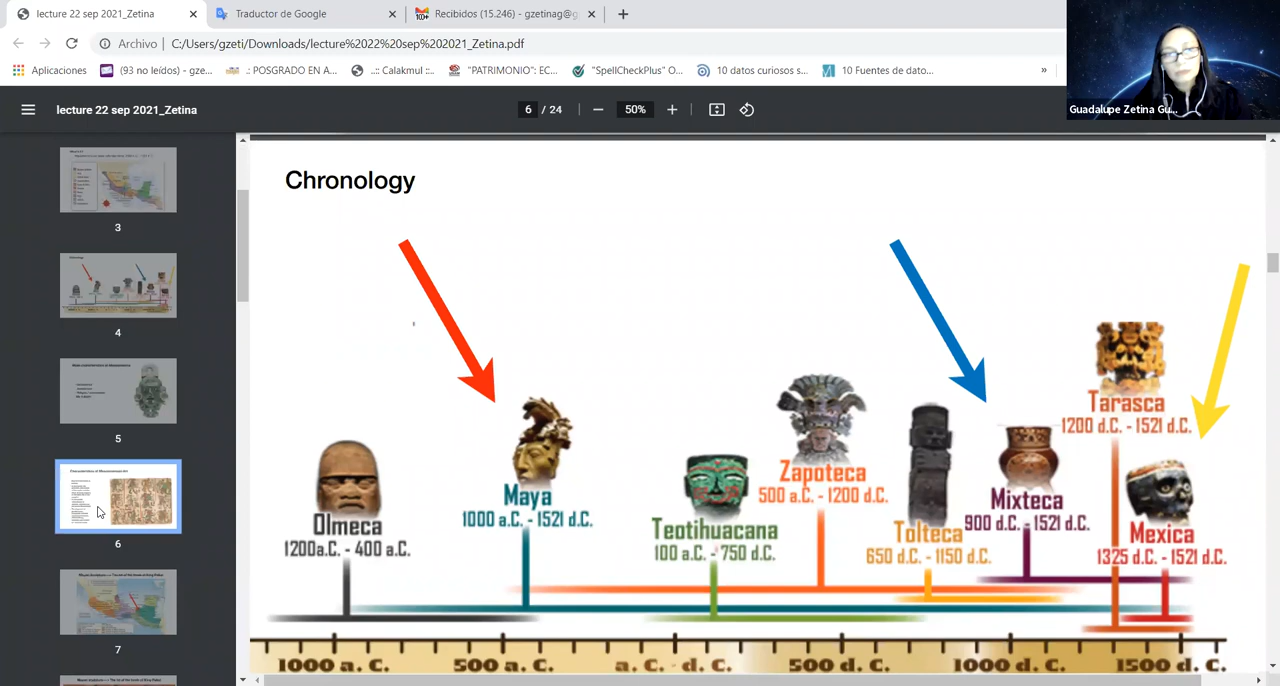 lecture 22 sep 2021_Zetina
Traductor de Google
Recibidos (15.246) - gzetinag@g
Archivo
C:/Users/gzeti/Downloads/lecture%2022%20sep%202021_Zetina.pdf
Aplicaciones
(93 no leídos) - gze...
.: POSGRADO EN A...
..:: Calakmul ::..
"PATRIMONIO": EC...
"SpellCheckPlus" O...
10 datos curiosos s...
10 Fuentes de dato...
»
Guadalupe Zetina Gu...
lecture 22 sep 2021_Zetina
6 / 24
50%
3
4
5
6
7
Chronology
Olmeca
1200a.C. - 400 a.C.
Maya
1000 a.C. - 1521 d.C.
Teotihuacana
100 a.C. - 750 d.C.
Zapoteca
500 a.C. - 1200 d.C.
Tolteca
650 d.C. - 1150 d.C.
Mixteca
900 d.C. - 1521 d.C.
Tarasca
1200 d.C. - 1521 d.C.
Mexica
1325 d.C. - 1521 d.C.
1000 a. C.
500 a. C.
a. C. - d. C.
500 d. C.
1000 d. C.
1500 d. C.